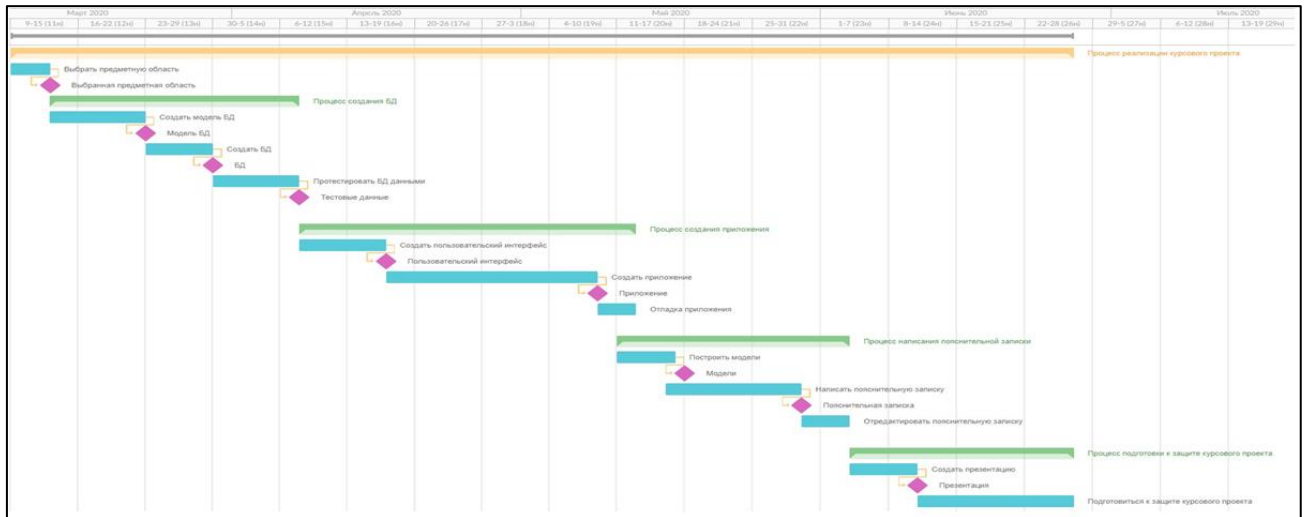 Март 2020 Апрель 2020 Май 2020 Июнь 2020 Июль 2020
9-15 (11н) 16-22 (12н) 23-29 (13н) 30-5 (14н) 6-12 (15н) 13-19 (16н) 20-26 (17н) 27-3 (18н) 4-10 (19н) 11-17 (20н) 18-24 (21н) 25-31 (22н) 1-7 (23н) 8-14 (24н) 15-21 (25н) 22-28 (26н) 29-5 (27н) 6-12 (28н) 13-19 (29н)
Процесс реализации курсового проекта
Выбрать предметную область
Выбранная предметная область
Процесс создания БД
Создать модель БД
Модель БД
Создать БД
БД
Протестировать БД данными
Тестовые данные
Процесс создания приложения
Создать пользовательский интерфейс
Пользовательский интерфейс
Создать приложение
Приложение
Отладка приложения
Процесс написания пояснительной записки
Построить модели
Модели
Написать пояснительную записку
Пояснительная записка
Отредактировать пояснительную записку
Процесс подготовки к защите курсового проекта
Создать презентацию
Презентация
Подготовиться к защите курсового проекта